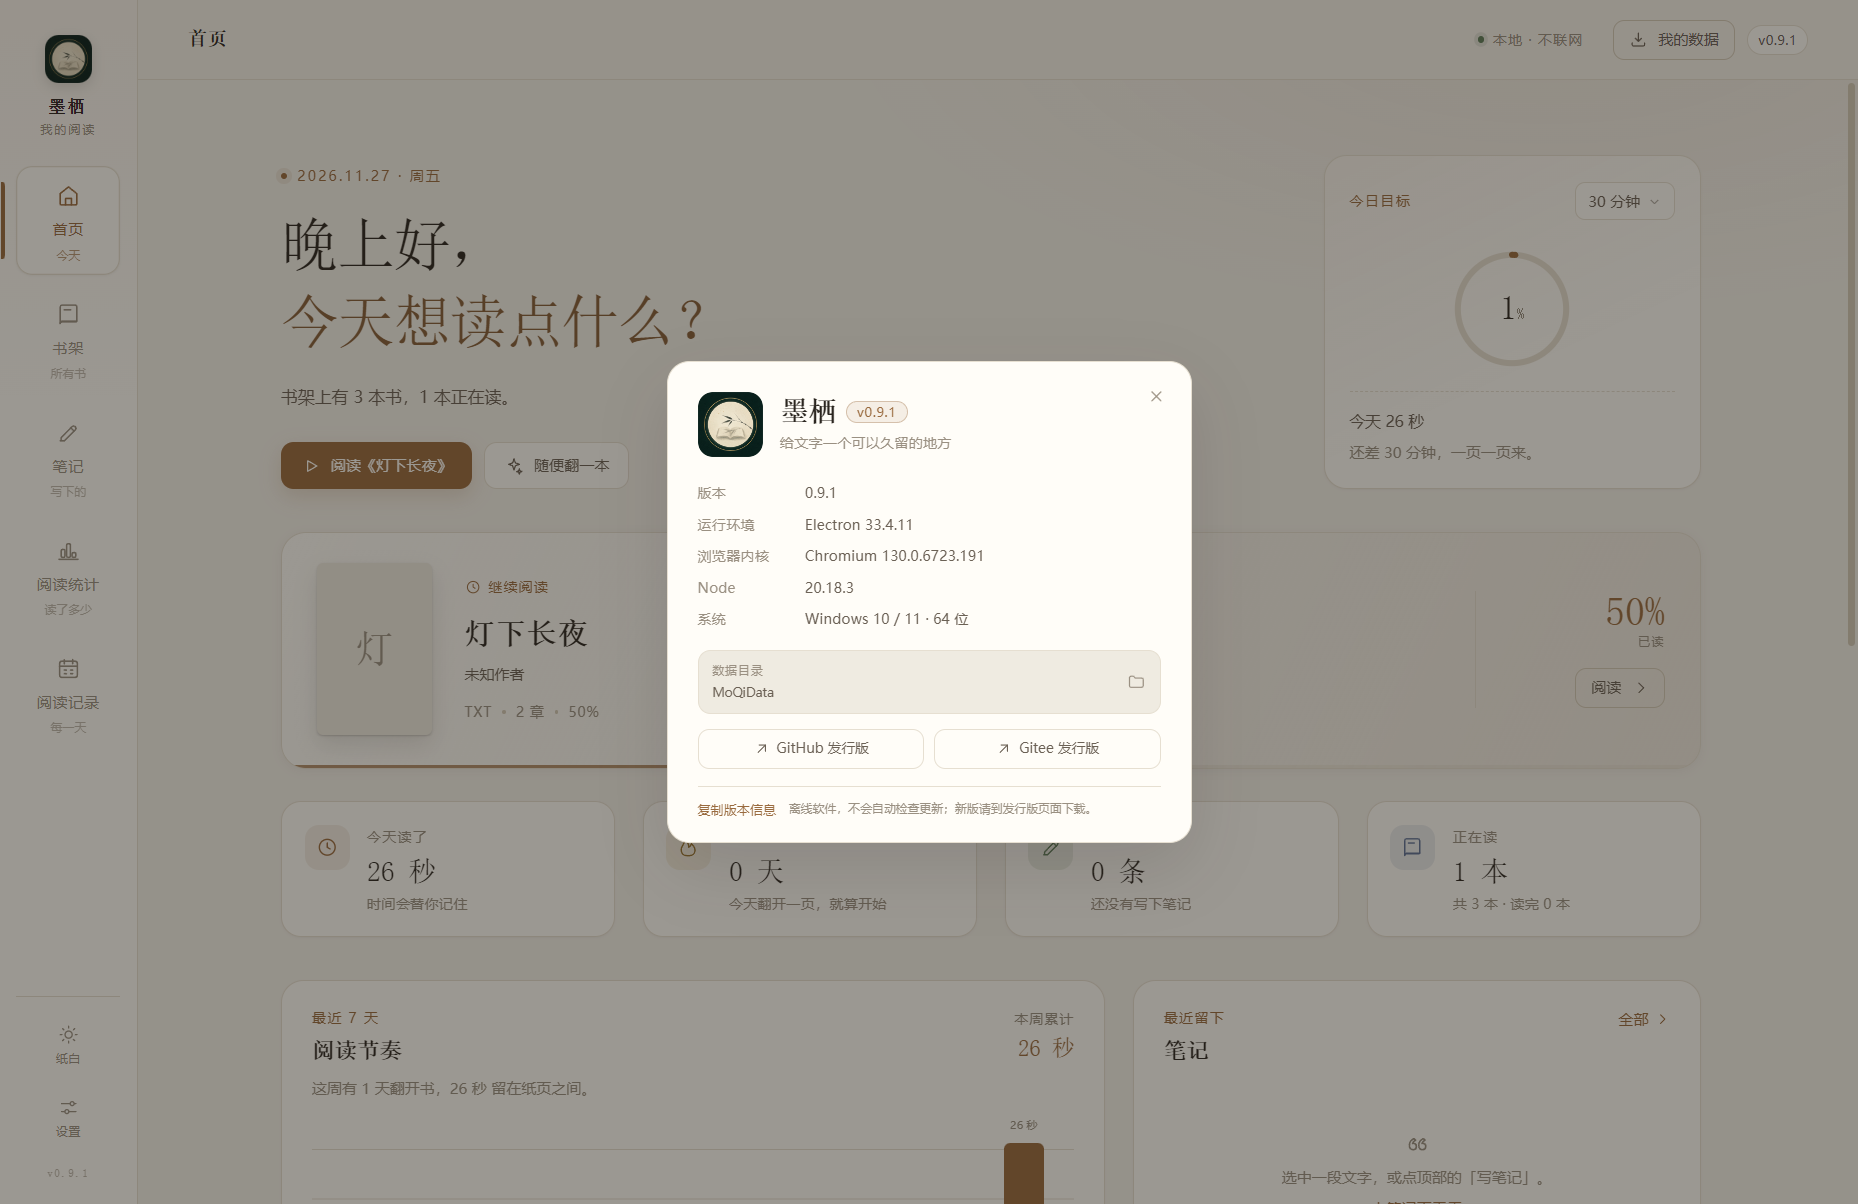 墨栖
我的阅读
首页
今天
书架
所有书
笔记
写下的
阅读统计
读了多少
阅读记录
每一天
纸白
设置
v0.9.1
首页
本地 · 不联网
我的数据
v0.9.1
2026.11.27 · 周五
晚上好，
今天想读点什么？
书架上有 3 本书，1 本正在读。
阅读《灯下长夜》
随便翻一本
今日目标
30 分钟
1%
今天 26 秒
还差 30 分钟，一页一页来。
灯
继续阅读
灯下长夜
未知作者
TXT • 2 章 • 50%
50%
已读
阅读
墨栖 v0.9.1
给文字一个可以久留的地方
版本 0.9.1
运行环境 Electron 33.4.11
浏览器内核 Chromium 130.0.6723.191
Node 20.18.3
系统 Windows 10 / 11 · 64 位
数据目录
MoQiData
GitHub 发行版
Gitee 发行版
复制版本信息 离线软件，不会自动检查更新；新版请到发行版页面下载。
今天读了
26 秒
时间会替你记住
0 天
今天翻开一页，就算开始
0 条
还没有写下笔记
正在读
1 本
共 3 本 · 读完 0 本
最近 7 天
阅读节奏
本周累计
26 秒
这周有 1 天翻开书，26 秒 留在纸页之间。
26 秒
最近留下
笔记
全部
选中一段文字，或点顶部的「写笔记」。